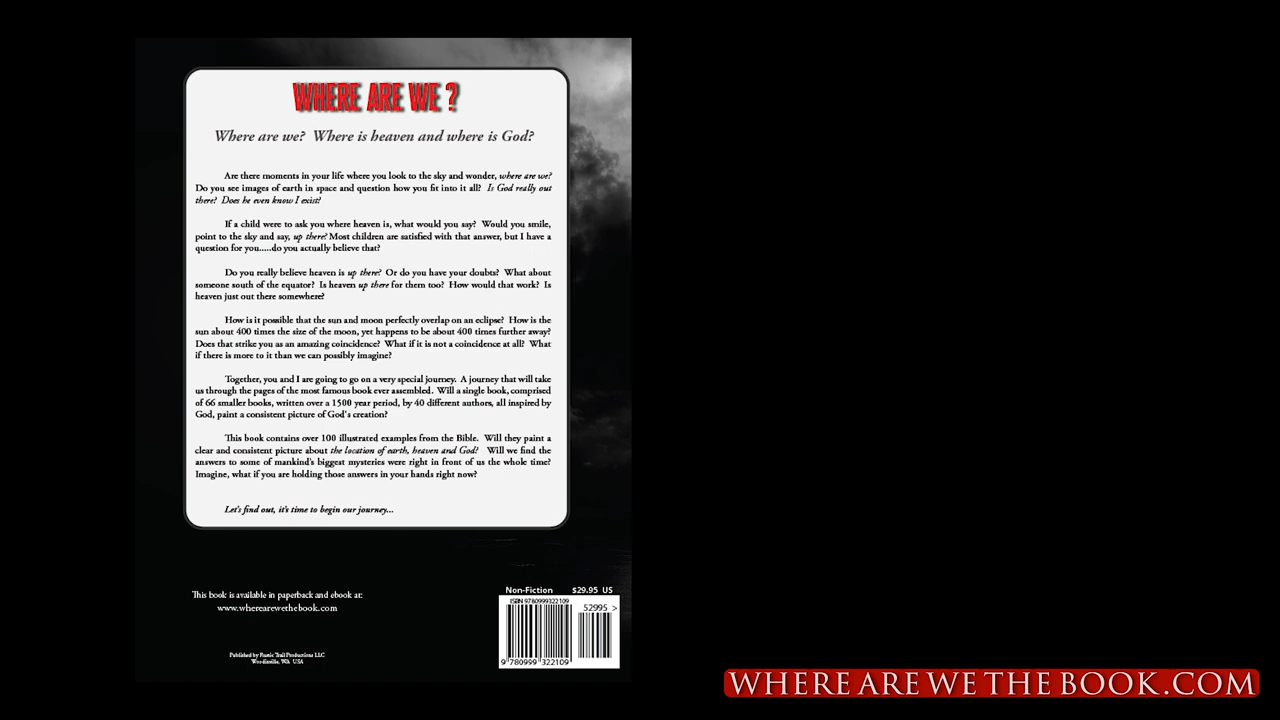 WHERE ARE WE ?
Where are we?  Where is heaven and where is God?
Are there moments in your life where you look to the sky and wonder, where are we?
Do you see images of earth in space and question how you fit into it all?  Is God really out
there?  Does he even know I exist?
If a child were to ask you where heaven is, what would you say?  Would you smile,
point to the sky and say, up there? Most children are satisfied with that answer, but I have a
question for you.....do you actually believe that?
Do you really believe heaven is up there?  Or do you have your doubts?  What about
someone south of the equator?  Is heaven up there for them too?  How would that work?  Is
heaven just out there somewhere?
How is it possible that the sun and moon perfectly overlap on an eclipse?  How is the
sun about 400 times the size of the moon, yet happens to be about 400 times further away?
Does that strike you as an amazing coincidence?  What if it is not a coincidence at all?  What
if there is more to it than we can possibly imagine?
Together, you and I are going to go on a very special journey.  A journey that will take
us through the pages of the most famous book ever assembled.  Will a single book, comprised
of 66 smaller books, written over a 1500 year period, by 40 different authors, all inspired by
God, paint a consistent picture of God's creation?
This book contains over 100 illustrated examples from the Bible.  Will they paint a
clear and consistent picture about the location of earth, heaven and God?  Will we find the
answers to some of mankind's biggest mysteries were right in front of us the whole time?
Imagine, what if you are holding those answers in your hands right now?
Let's find out, it's time to begin our journey...
This book is available in paperback and ebook at:
www.wherearewethebook.com
Published by Rustic Trail Productions LLC
Woodinville, WA  USA
Non-Fiction  $29.95 US
ISBN 9780999322109
52995 >
9 780999 322109
WHEREAREWETHEBOOK.COM